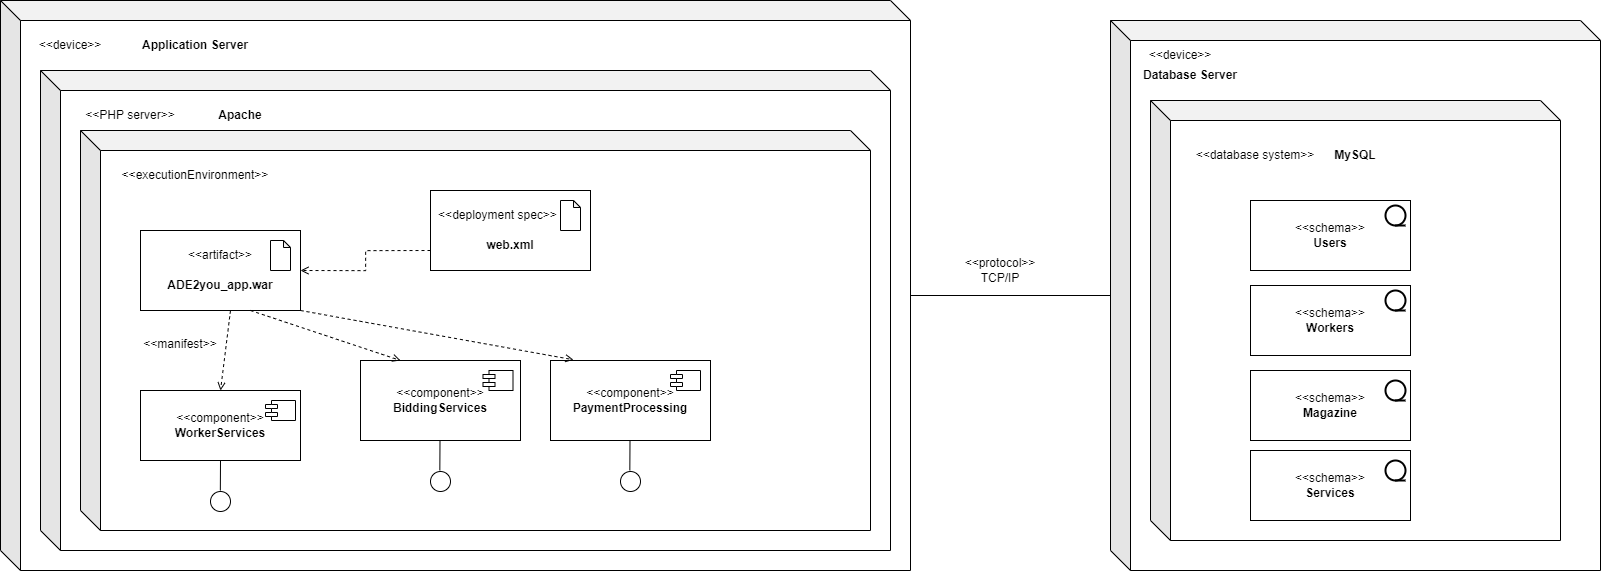 <<device>> Application Server
<<PHP server>> Apache
<<executionEnvironment>>
<<deployment spec>>
web.xml
<<artifact>>
ADE2you_app.war
<<manifest>>
<<component>>
WorkerServices
<<component>>
BiddingServices
<<component>>
PaymentProcessing
<<protocol>>
TCP/IP
<<device>>
Database Server
<<database system>> MySQL
<<schema>>
Users
<<schema>>
Workers
<<schema>>
Magazine
<<schema>>
Services